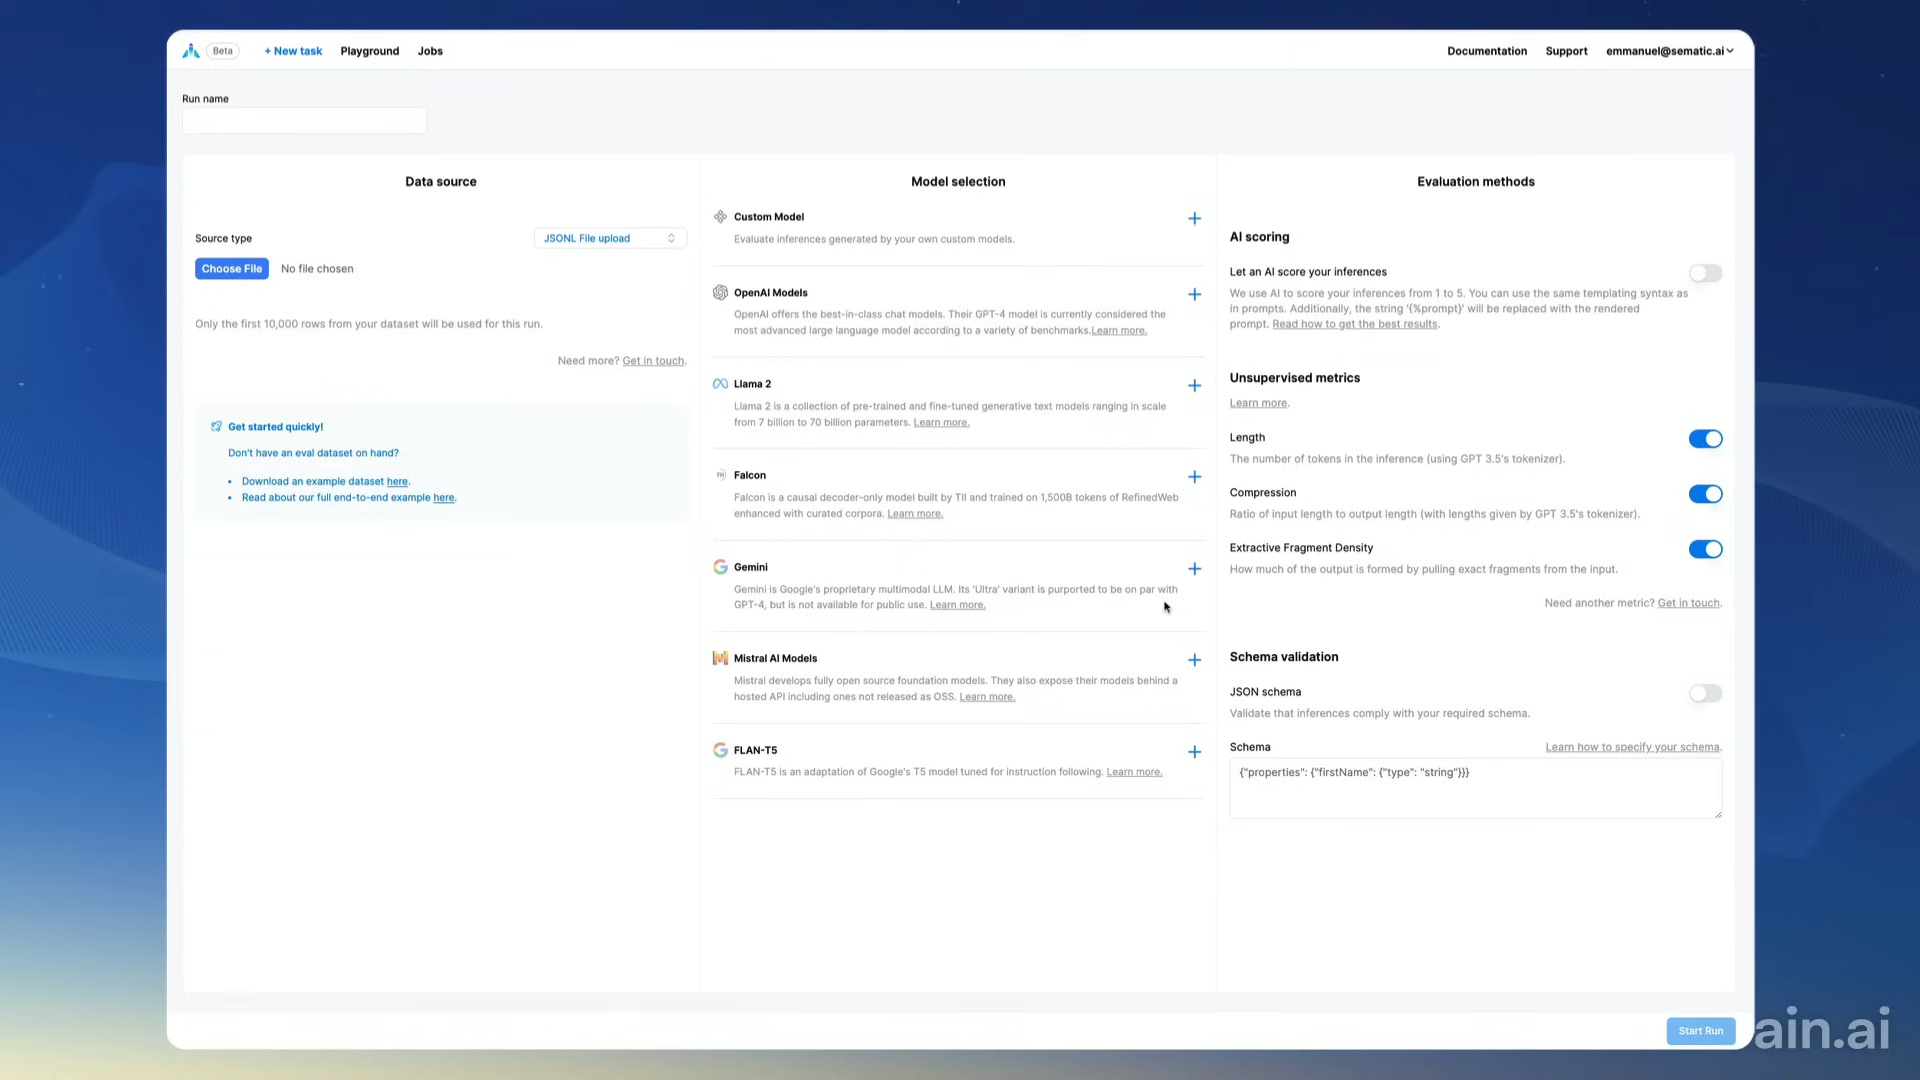 Beta
+ New task
Playground
Jobs
Documentation
Support
emmanuel@sematic.ai
Run name
Data source
Source type
JSONL File upload
Choose File
No file chosen
Only the first 10,000 rows from your dataset will be used for this run.
Need more? Get in touch.
Get started quickly!
Don't have an eval dataset on hand?
• Download an example dataset here.
• Read about our full end-to-end example here.
Model selection
Custom Model
Evaluate inferences generated by your own custom models.
OpenAI Models
OpenAI offers the best-in-class chat models. Their GPT-4 model is currently considered the
most advanced large language model according to a variety of benchmarks.Learn more.
Llama 2
Llama 2 is a collection of pre-trained and fine-tuned generative text models ranging in scale
from 7 billion to 70 billion parameters. Learn more.
Falcon
Falcon is a causal decoder-only model built by TII and trained on 1,500B tokens of RefinedWeb
enhanced with curated corpora. Learn more.
Gemini
Gemini is Google's proprietary multimodal LLM. Its 'Ultra' variant is purported to be on par with
GPT-4, but is not available for public use. Learn more.
Mistral AI Models
Mistral develops fully open source foundation models. They also expose their models behind a
hosted API including ones not released as OSS. Learn more.
FLAN-T5
FLAN-T5 is an adaptation of Google's T5 model tuned for instruction following. Learn more.
Evaluation methods
AI scoring
Let an AI score your inferences
We use AI to score your inferences from 1 to 5. You can use the same templating syntax as
in prompts. Additionally, the string '{%prompt}' will be replaced with the rendered
prompt. Read how to get the best results.
Unsupervised metrics
Learn more.
Length
The number of tokens in the inference (using GPT 3.5's tokenizer).
Compression
Ratio of input length to output length (with lengths given by GPT 3.5's tokenizer).
Extractive Fragment Density
How much of the output is formed by pulling exact fragments from the input.
Need another metric? Get in touch.
Schema validation
JSON schema
Validate that inferences comply with your required schema.
Schema
Learn how to specify your schema.
{"properties": {"firstName": {"type": "string"}}}
Start Run
ain.ai